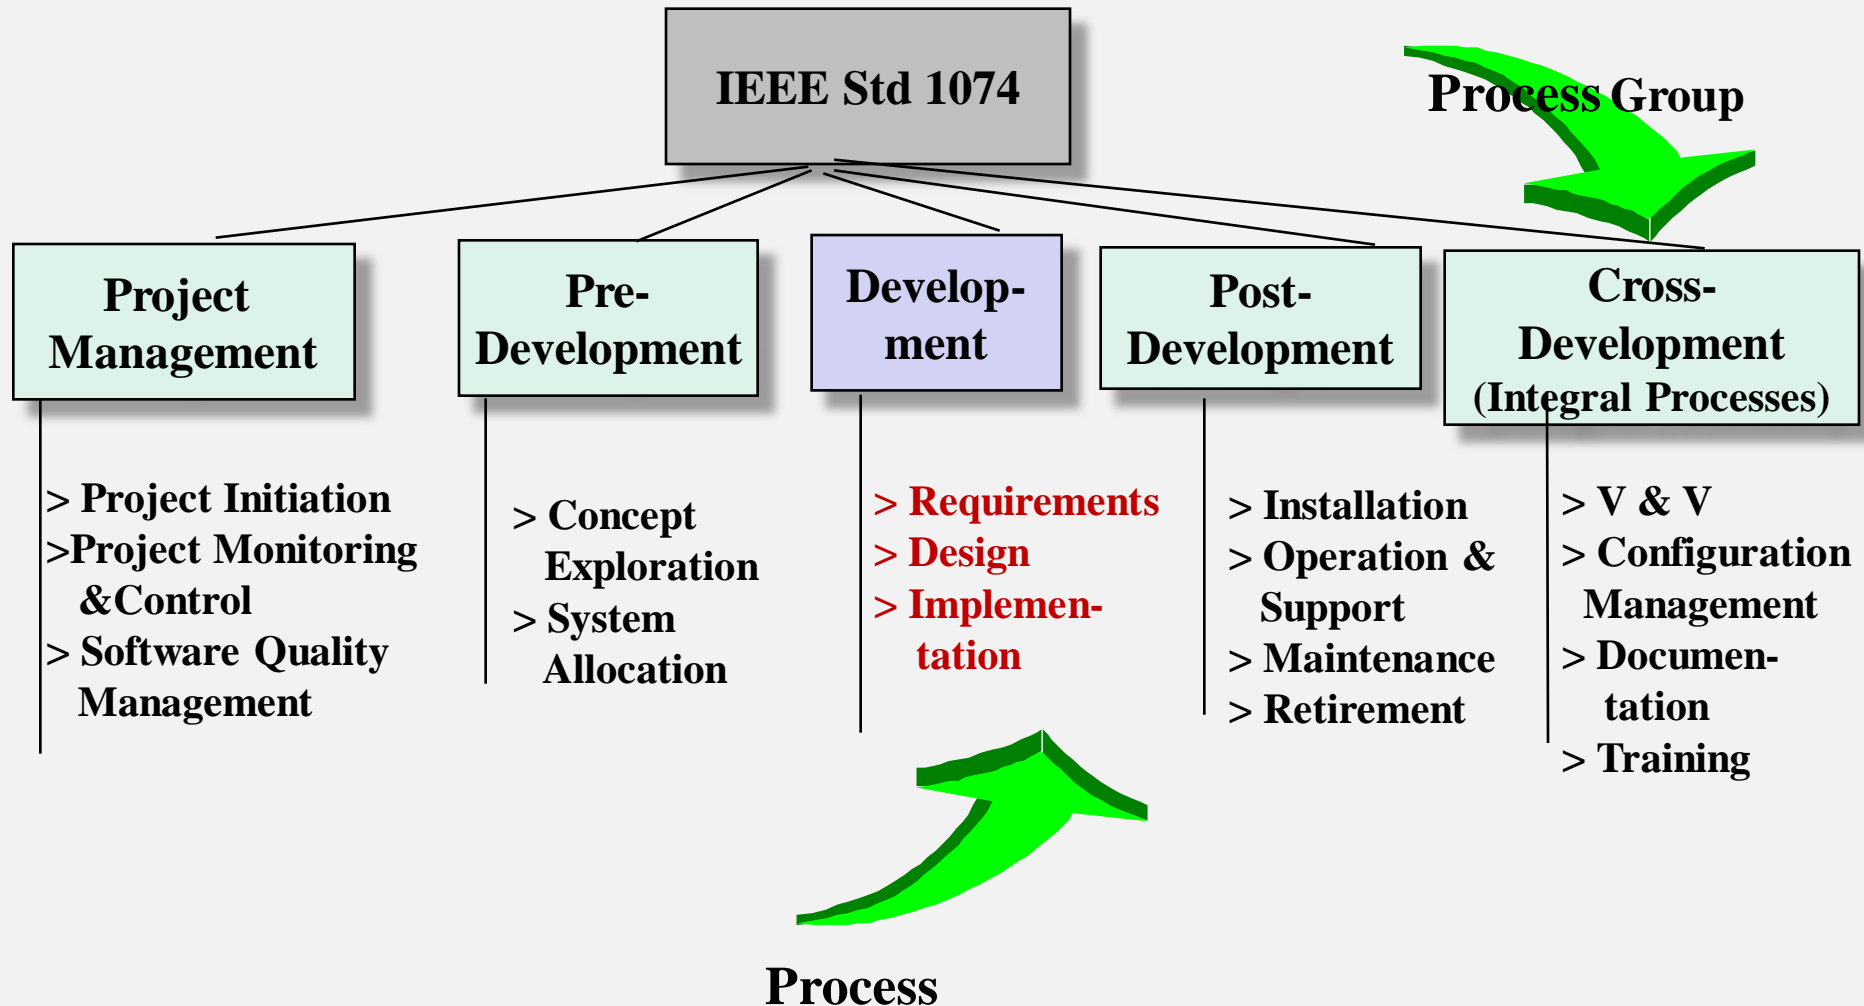 IEEE Std 1074
Process Group
Project
Management
Pre-
Development
Develop-
ment
Post-
Development
Cross-
Development
(Integral Processes)
> Project Initiation
>Project Monitoring
&Control
> Software Quality
Management
> Concept
Exploration
> System
Allocation
> Requirements
> Design
> Implemen-
tation
> Installation
> Operation &
Support
> Maintenance
> Retirement
> V & V
> Configuration
Management
> Documen-
tation
> Training
Process